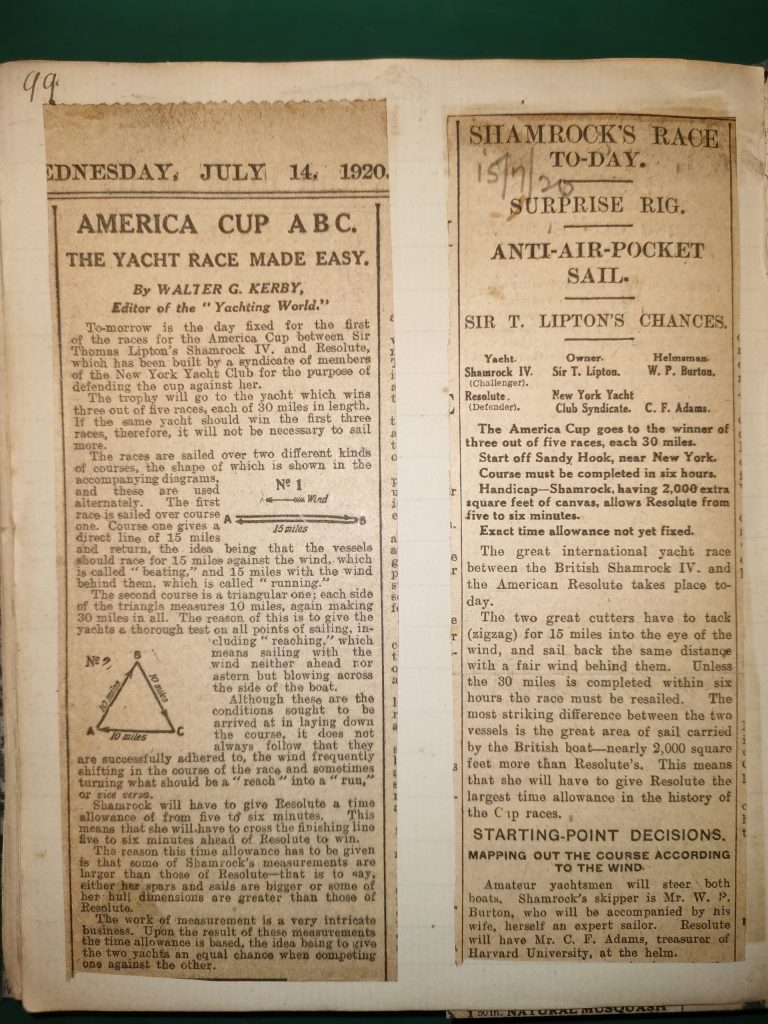 99
EDNESDAY, JULY 14, 1920.
AMERICA CUP A B C.
THE YACHT RACE MADE EASY.
By WALTER G. KERBY,
Editor of the "Yachting World."
To-morrow is the day fixed for the first
of the races for the America Cup between Sir
Thomas Lipton's Shamrock IV. and Resolute,
which has been built by a syndicate of members
of the New York Yacht Club for the purpose of
defending the cup against her.
The trophy will go to the yacht which wins
three out of five races, each of 30 miles in length.
If the same yacht should win the first three
races, therefore, it will not be necessary to sail
more.
The races are sailed over two different kinds
of courses, the shape of which is shown in the
accompanying diagrams,
and these are used
alternately. The first
race is sailed over course
one. Course one gives a
direct line of 15 miles
No 1
Wind
A B
15 miles
and return, the idea being that the vessels
should race for 15 miles against the wind, which
is called "beating," and 15 miles with the wind
behind them, which is called "running."
The second course is a triangular one; each side
of the triangle measures 10 miles, again making
30 miles in all. The reason of this is to give the
yachts a thorough test on all points of sailing, in-
cluding "reaching," which
means sailing with the
wind neither ahead nor
astern but blowing across
the side of the boat.
Although these are the
conditions sought to be
arrived at in laying down
the course, it does not
always follow that they
No 2
B
10 miles
10 miles
A C
10 miles
are successfully adhered to, the wind frequently
shifting in the course of the race and sometimes
turning what should be a "reach" into a "run,"
or vice versa.
Shamrock will have to give Resolute a time
allowance of from five to six minutes. This
means that she will have to cross the finishing line
five to six minutes ahead of Resolute to win.
The reason this time allowance has to be
given is that some of Shamrock's measurements are
larger than those of Resolute—that is to say,
either her spars and sails are bigger or some of
her hull dimensions are greater than those of
Resolute.
The work of measurement is a very intricate
business. Upon the result of these measurements
the time allowance is based, the idea being to give
the two yachts an equal chance when competing
one against the other.
SHAMROCK'S RACE
TO-DAY.
15/7/20
SURPRISE RIG.
ANTI-AIR-POCKET
SAIL.
SIR T. LIPTON'S CHANCES.
Yacht. Owner. Helmsman.
Shamrock IV. Sir T. Lipton. W. P. Burton.
(Challenger).
Resolute New York Yacht
(Defender). Club Syndicate. C. F. Adams.
The America Cup goes to the winner of
three out of five races, each 30 miles.
Start off Sandy Hook, near New York.
Course must be completed in six hours.
Handicap—Shamrock, having 2,000 extra
square feet of canvas, allows Resolute from
five to six minutes.
Exact time allowance not yet fixed.
The great international yacht race
between the British Shamrock IV. and
the American Resolute takes place to-
day.
The two great cutters have to tack
(zigzag) for 15 miles into the eye of the
wind, and sail back the same distance
with a fair wind behind them. Unless
the 30 miles is completed within six
hours the race must be resailed. The
most striking difference between the two
vessels is the great area of sail carried
by the British boat—nearly 2,000 square
feet more than Resolute's. This means
that she will have to give Resolute the
largest time allowance in the history of
the Cup races.
STARTING-POINT DECISIONS.
MAPPING OUT THE COURSE ACCORDING
TO THE WIND.
Amateur yachtsmen will steer both
boats. Shamrock's skipper is Mr. W. P.
Burton, who will be accompanied by his
wife, herself an expert sailor. Resolute
will have Mr. C. F. Adams, treasurer of
Harvard University, at the helm.
NATURAL MUSQUASH